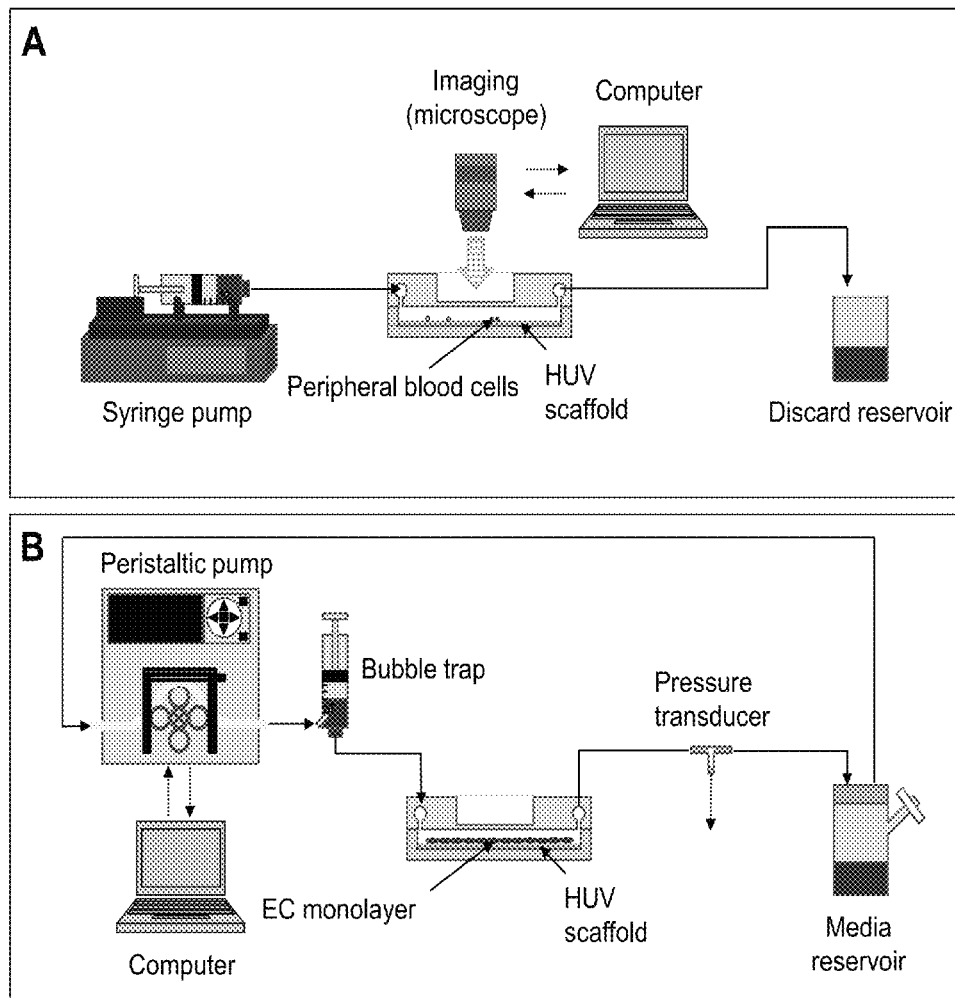 A
Imaging
(microscope)
Computer
Peripheral blood cells
HUV
scaffold
Syringe pump
Discard reservoir
B
Peristaltic pump
Bubble trap
Pressure
transducer
EC monolayer
HUV
scaffold
Computer
Media
reservoir